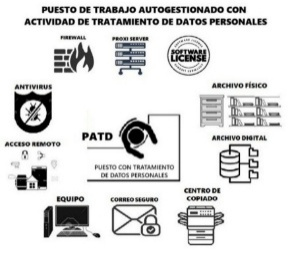 PUESTO DE TRABAJO AUTOGESTIONADO CON
ACTIVIDAD DE TRATAMIENTO DE DATOS PERSONALES
FIREWALL
PROXI SERVER
SOFTWARE
LICENSE
ANTIVIRUS
ARCHIVO FÍSICO
PATD
ACCESO REMOTO
ARCHIVO DIGITAL
PUESTO CON TRATAMIENTO
DE DATOS PERSONALES
EQUIPO
CORREO SEGURO
CENTRO DE
COPIADO